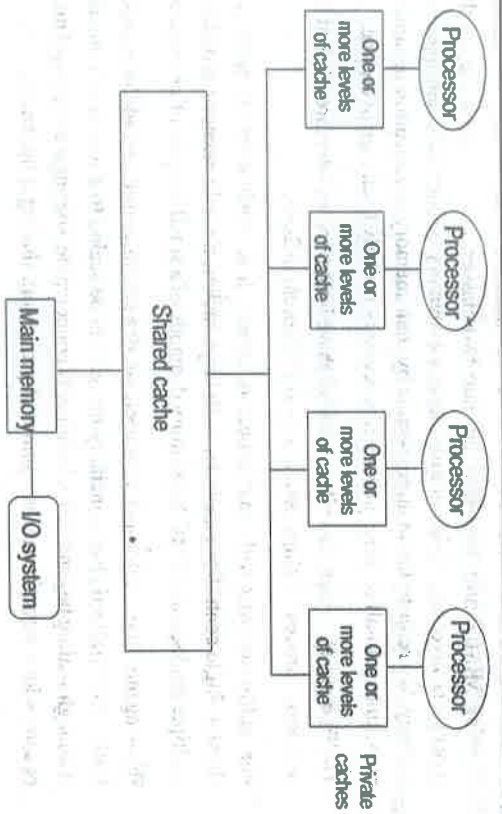 Processor
Processor
Processor
Processor
One or
more levels
of cache
One or
more levels
of cache
One or
more levels
of cache
One or
more levels
of cache
Private
caches
Shared cache
Main memory
I/O system